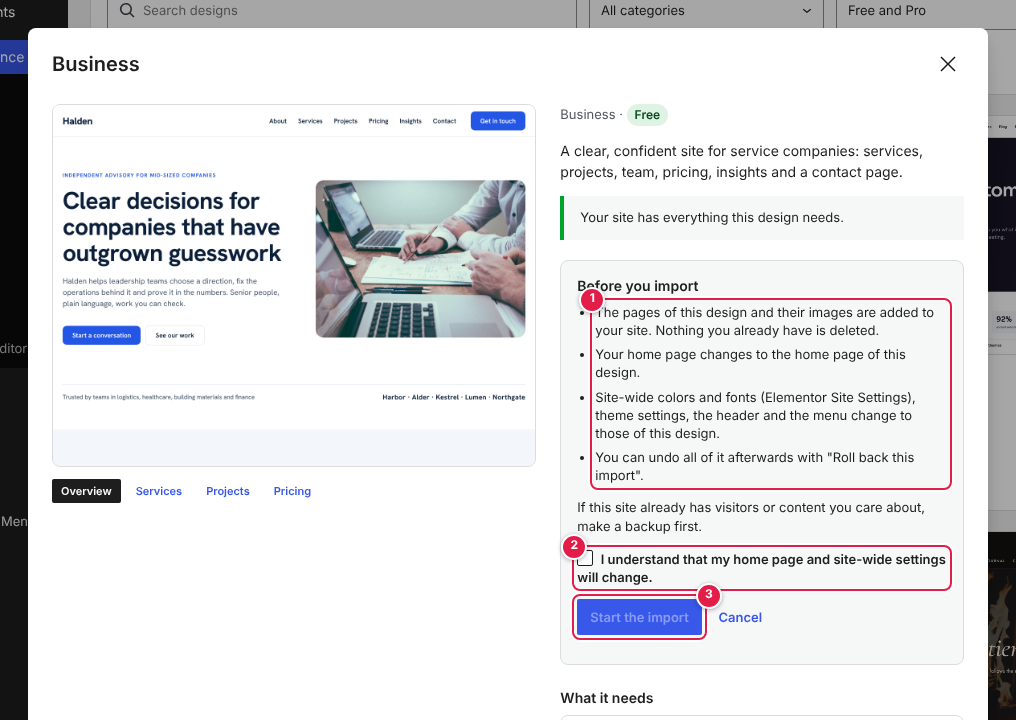 nts
Search designs
All categories
Free and Pro
nce
Business
Halden
About
Services
Projects
Pricing
Insights
Contact
Get in touch
INDEPENDENT ADVISORY FOR MID-SIZED COMPANIES
Clear decisions for
companies that have
outgrown guesswork
Halden helps leadership teams choose a direction, fix the
operations behind it and prove it in the numbers. Senior people,
plain language, work you can check.
Start a conversation
See our work
Trusted by teams in logistics, healthcare, building materials and finance
Harbor · Alder · Kestrel · Lumen · Northgate
Overview
Services
Projects
Pricing
Business · Free
A clear, confident site for service companies: services,
projects, team, pricing, insights and a contact page.
Your site has everything this design needs.
Before you import
1
The pages of this design and their images are added to
your site. Nothing you already have is deleted.
Your home page changes to the home page of this
design.
Site-wide colors and fonts (Elementor Site Settings),
theme settings, the header and the menu change to
those of this design.
You can undo all of it afterwards with "Roll back this
import".
If this site already has visitors or content you care about,
make a backup first.
2
I understand that my home page and site-wide settings
will change.
3
Start the import
Cancel
What it needs
ditor
Men
tom
92%
tier